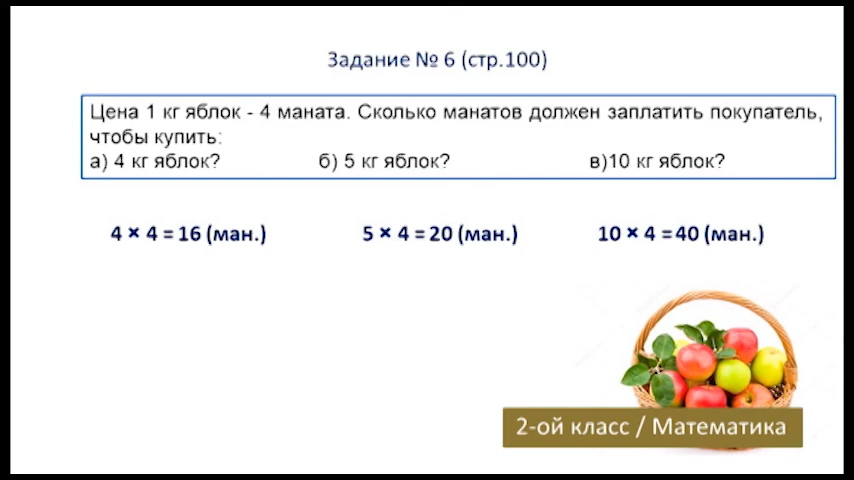 Задание № 6 (стр.100)
Цена 1 кг яблок - 4 маната. Сколько манатов должен заплатить покупатель,
чтобы купить:
а) 4 кг яблок? б) 5 кг яблок? в)10 кг яблок?
4 × 4 = 16 (ман.) 5 × 4 = 20 (ман.) 10 × 4 = 40 (ман.)
2-ой класс / Математика